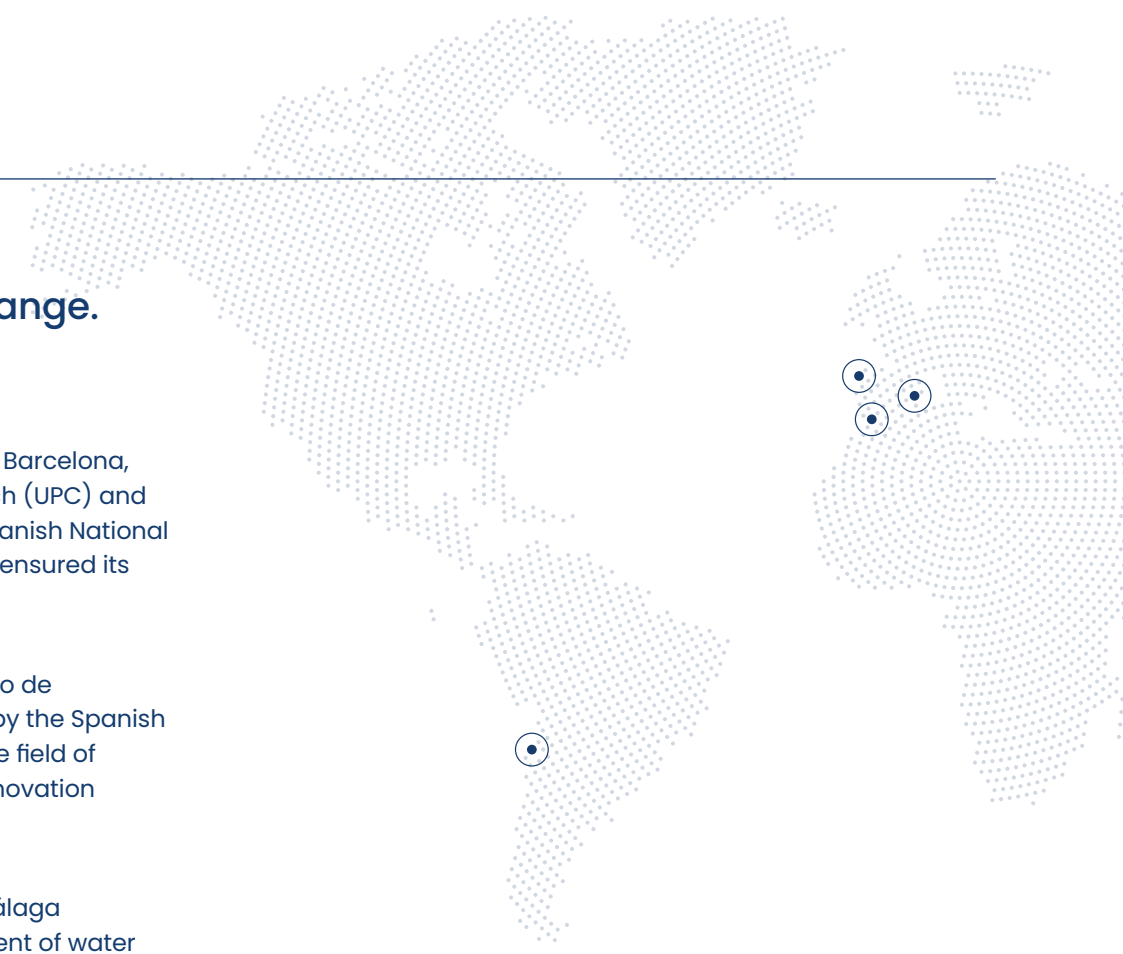 ange.
Barcelona,
ch (UPC) and
anish National
ensured its
o de
by the Spanish
e field of
novation
álaga
ent of water